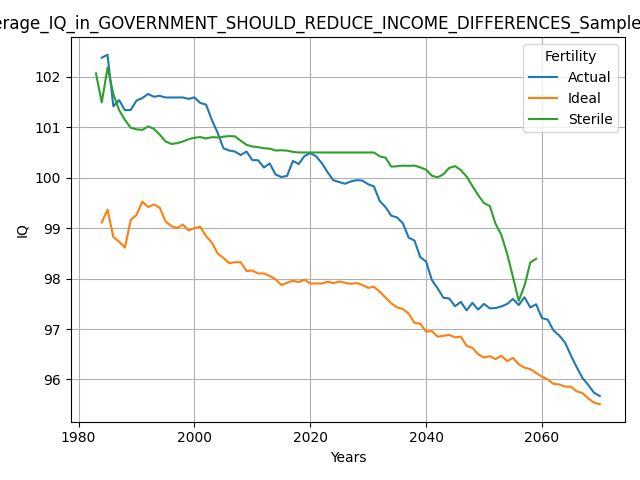 erage_IQ_in_GOVERNMENT_SHOULD_REDUCE_INCOME_DIFFERENCES_Sample
Fertility
Actual
Ideal
Sterile
102
101
100
99
98
97
96
IQ
1980
2000
2020
2040
2060
Years